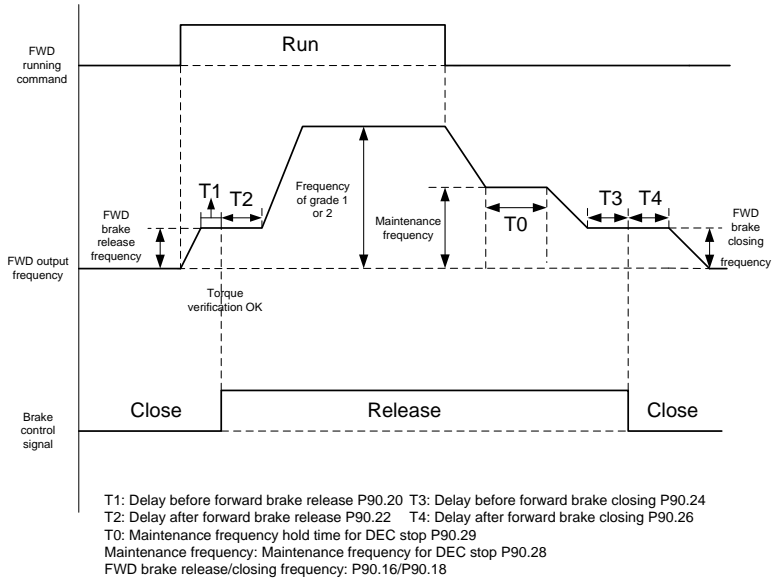 FWD
running
command
Run
T1
T2
FWD
brake
release
frequency
Frequency
of grade 1
or 2
Maintenance
frequency
T0
T3
T4
FWD
brake
closing
frequency
FWD output
frequency
Torque
verification OK
Brake
control
signal
Close
Release
Close
T1: Delay before forward brake release P90.20 T3: Delay before forward brake closing P90.24
T2: Delay after forward brake release P90.22 T4: Delay after forward brake closing P90.26
T0: Maintenance frequency hold time for DEC stop P90.29
Maintenance frequency: Maintenance frequency for DEC stop P90.28
FWD brake release/closing frequency: P90.16/P90.18